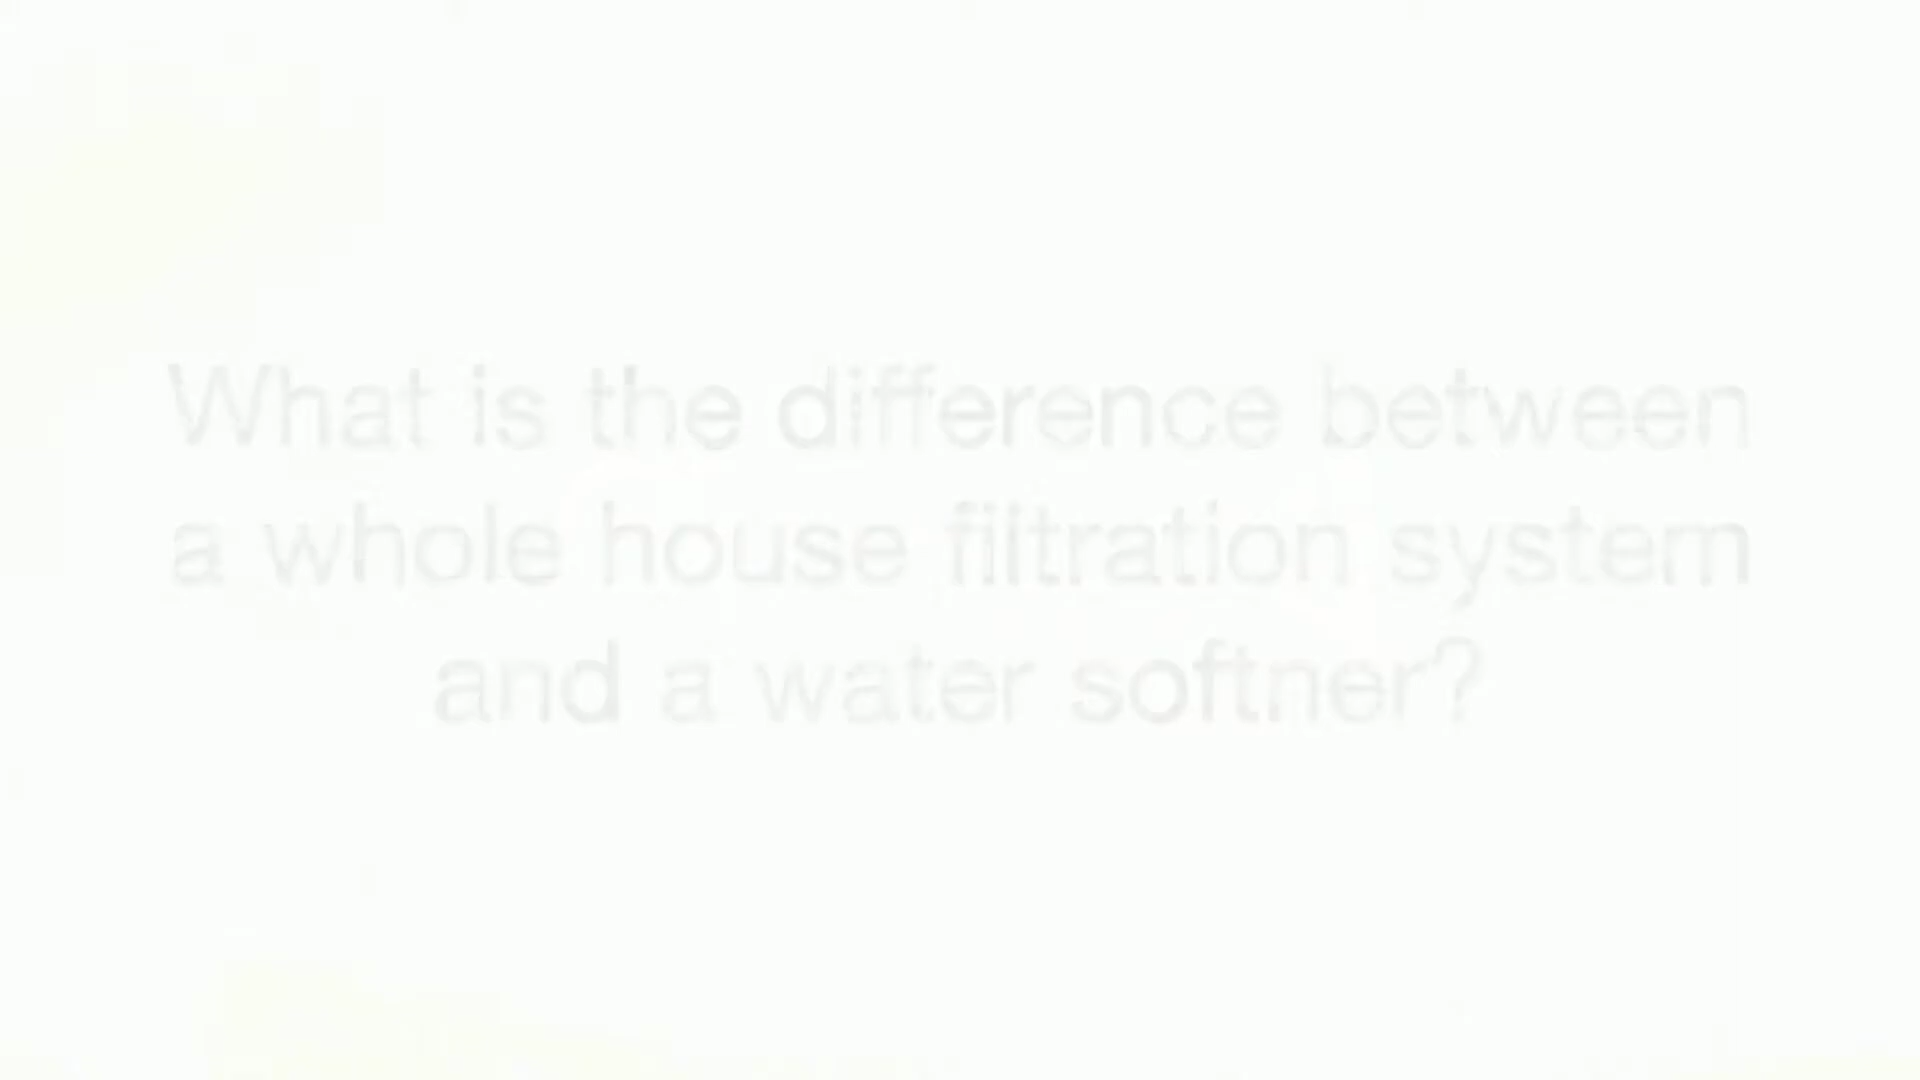 What is the difference between
a whole house filtration system
and a water softner?